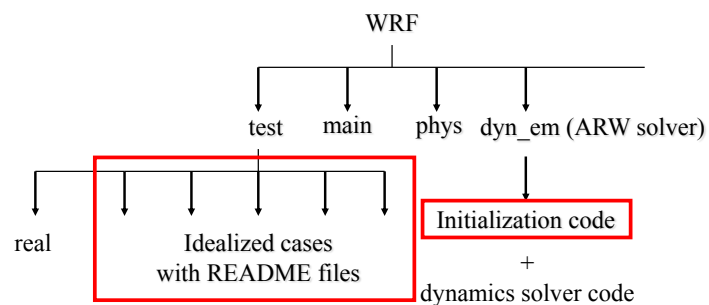 WRF
test main phys dyn_em (ARW solver)
real
Idealized cases
with README files
Initialization code
+
dynamics solver code